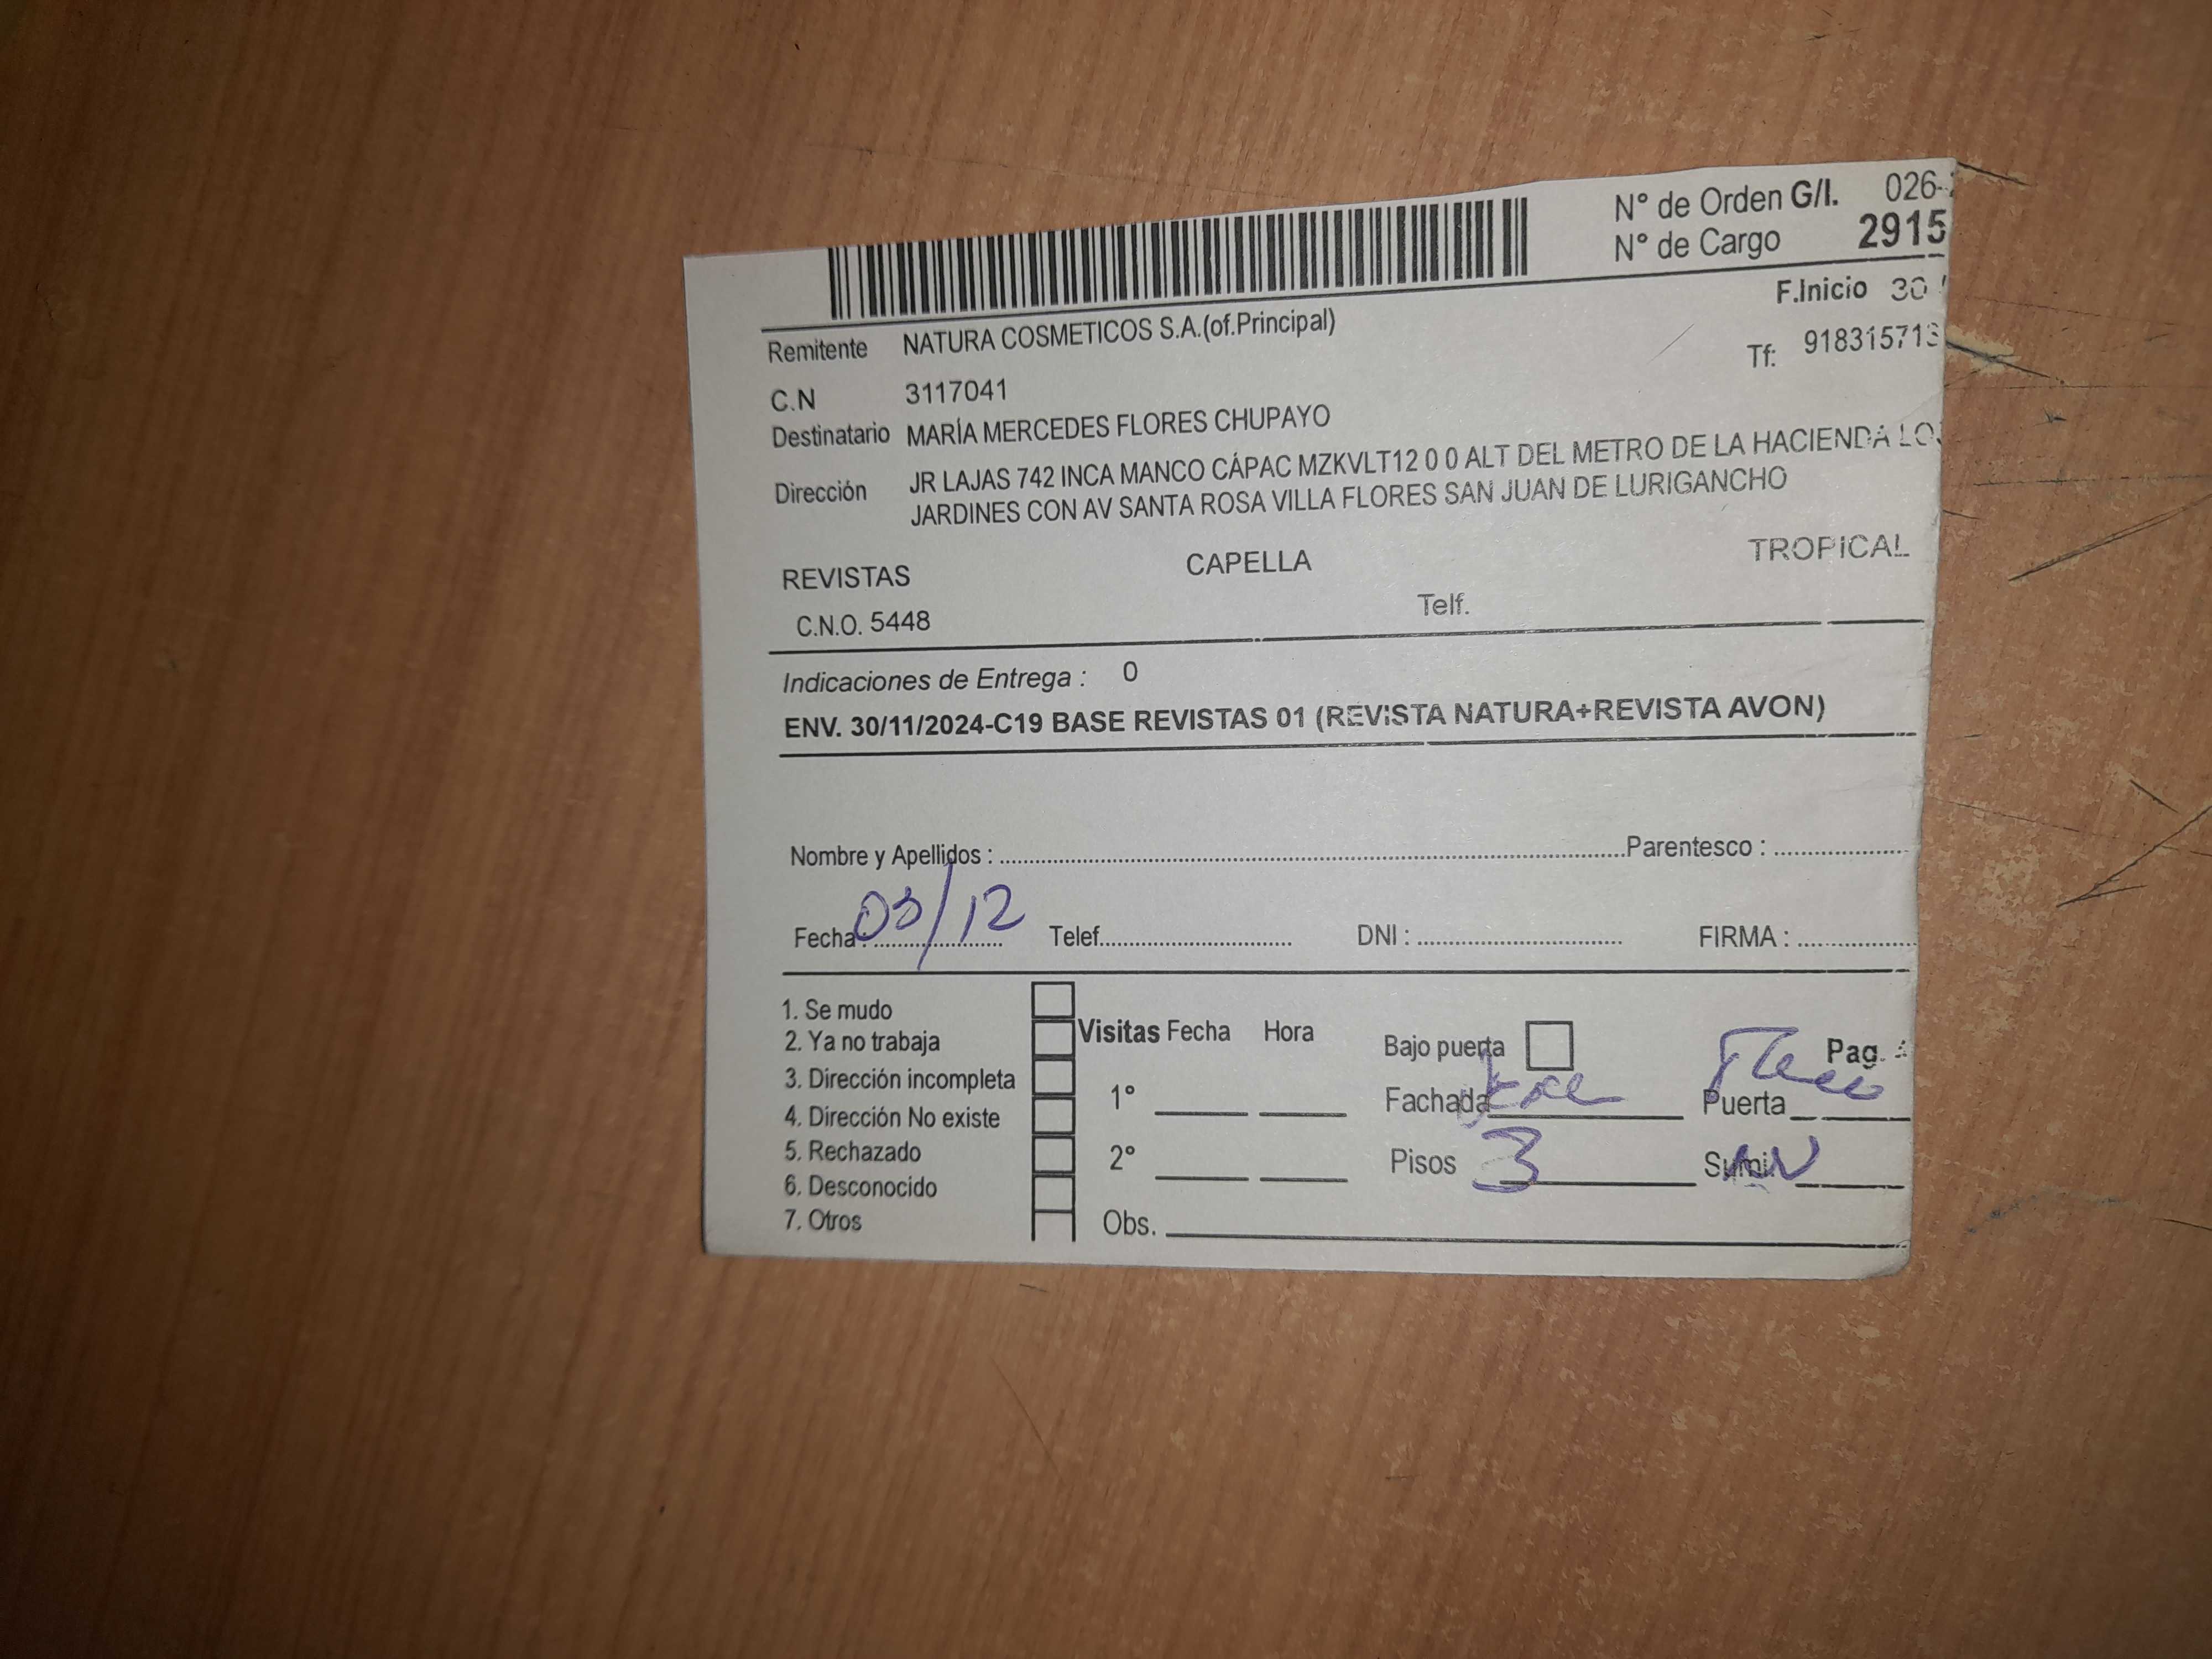 N° de Orden G/I. 026-
N° de Cargo 2915
F.Inicio 30
Remitente NATURA COSMETICOS S.A.(of.Principal)
Tf: 91831571
C.N 3117041
Destinatario MARÍA MERCEDES FLORES CHUPAYO
Dirección JR LAJAS 742 INCA MANCO CÁPAC MZKVLT12 0 0 ALT DEL METRO DE LA HACIENDA LO
JARDINES CON AV SANTA ROSA VILLA FLORES SAN JUAN DE LURIGANCHO
REVISTAS CAPELLA TROPICAL
C.N.O. 5448 Telf.
Indicaciones de Entrega : 0
ENV. 30/11/2024-C19 BASE REVISTAS 01 (REVISTA NATURA+REVISTA AVON)
Nombre y Apellidos : Parentesco :
Fecha : 03/12 Telef. DNI : FIRMA :
1. Se mudo
2. Ya no trabaja
3. Dirección incompleta
4. Dirección No existe
5. Rechazado
6. Desconocido
7. Otros
Visitas Fecha Hora
1°
2°
Obs.
Bajo puerta Pag.
Fachada Puerta
Pisos 3 Sumi.